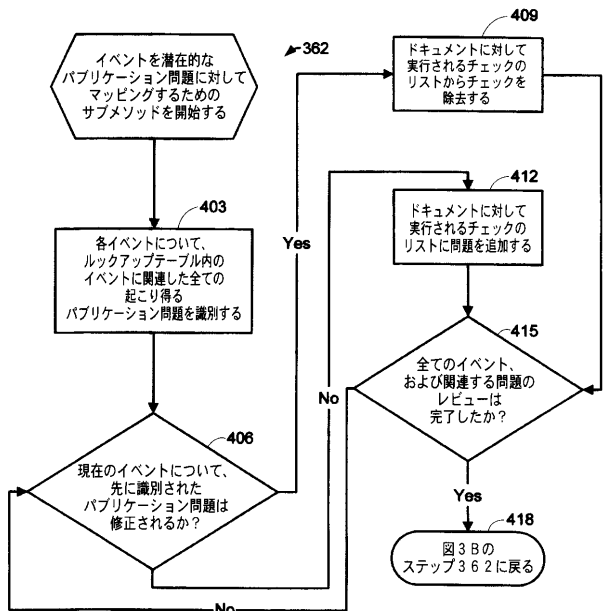 イベントを潜在的な
パブリケーション問題に対して
マッピングするための
サブメソッドを開始する
362
403
各イベントについて、
ルックアップテーブル内の
イベントに関連した全ての
起こり得る
パブリケーション問題を識別する
406
現在のイベントについて、
先に識別された
パブリケーション問題は
修正されるか？
Yes
No
409
ドキュメントに対して
実行されるチェックの
リストからチェックを
除去する
412
ドキュメントに対して
実行されるチェックの
リストに問題を追加する
415
全てのイベント、
および関連する問題の
レビューは
完了したか？
Yes
No
418
図３Ｂの
ステップ３６２に戻る